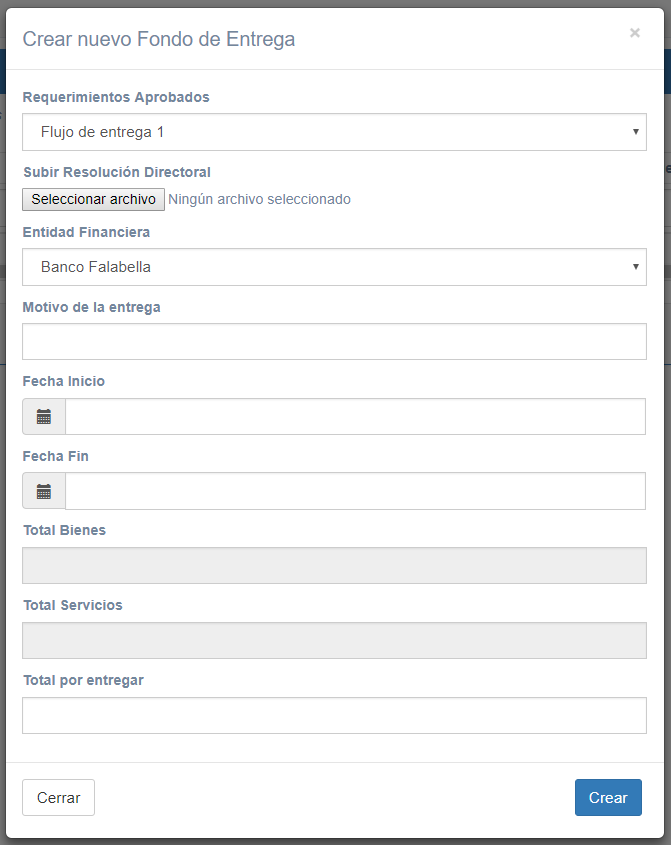 Crear nuevo Fondo de Entrega
×
Requerimientos Aprobados
Flujo de entrega 1
Subir Resolución Directoral
Seleccionar archivo Ningún archivo seleccionado
Entidad Financiera
Banco Falabella
Motivo de la entrega
Fecha Inicio
Fecha Fin
Total Bienes
Total Servicios
Total por entregar
Cerrar
Crear